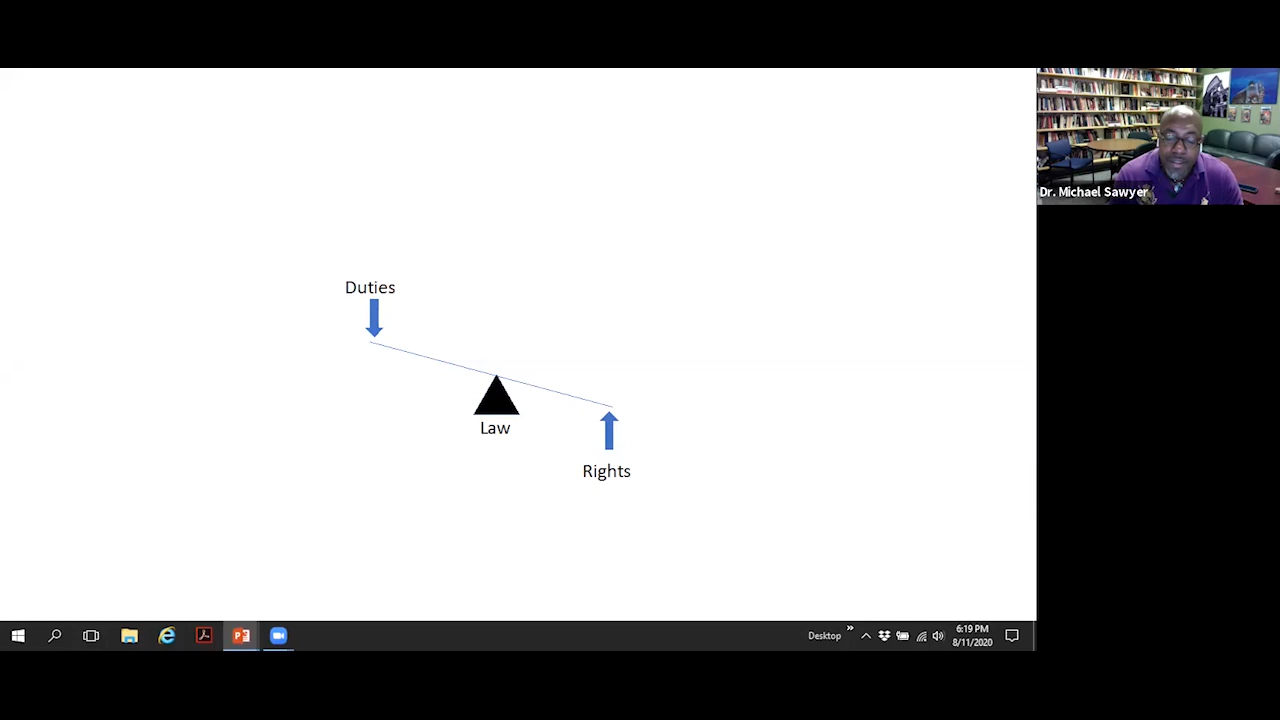 Dr. Michael Sawyer
Duties
Law
Rights
Desktop
6:19 PM
8/11/2020